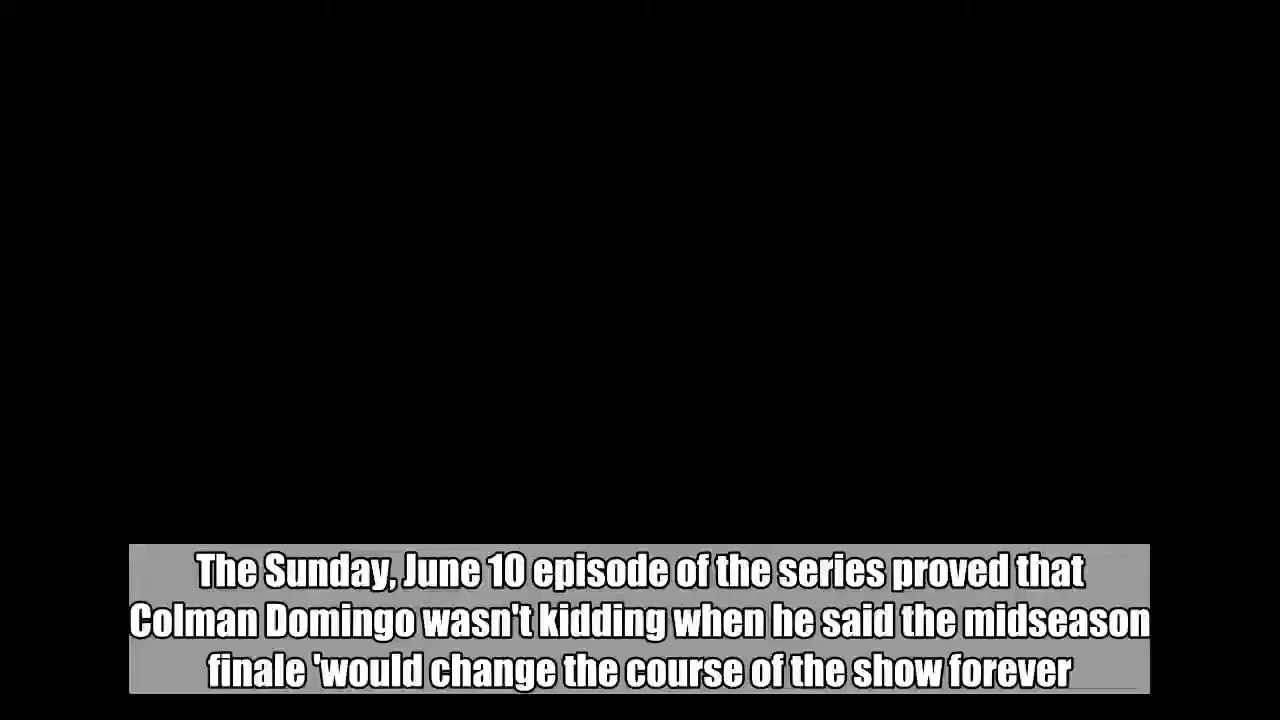 The Sunday, June 10 episode of the series proved that
Colman Domingo wasn't kidding when he said the midseason
finale 'would change the course of the show forever